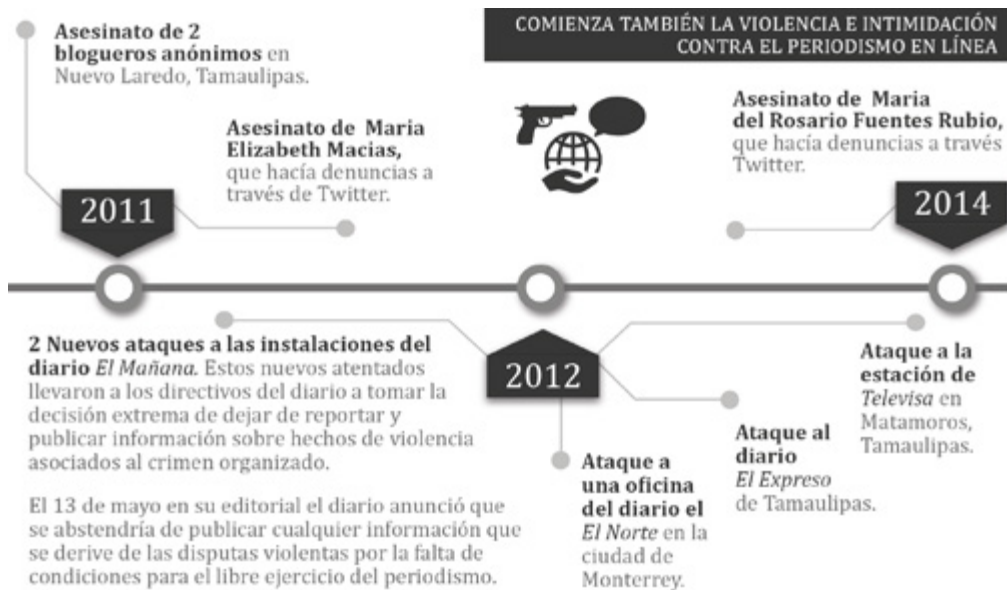 COMIENZA TAMBIÉN LA VIOLENCIA E INTIMIDACIÓN
CONTRA EL PERIODISMO EN LÍNEA
Asesinato de 2
blogueros anónimos en
Nuevo Laredo, Tamaulipas.
Asesinato de Maria
Elizabeth Macias,
que hacía denuncias a
través de Twitter.
2011
Asesinato de Maria
del Rosario Fuentes Rubio,
que hacía denuncias a través
Twitter.
2014
2 Nuevos ataques a las instalaciones del
diario El Mañana. Estos nuevos atentados
llevaron a los directivos del diario a tomar la
decisión extrema de dejar de reportar y
publicar información sobre hechos de violencia
asociados al crimen organizado.
El 13 de mayo en su editorial el diario anunció que
se abstendría de publicar cualquier información que
se derive de las disputas violentas por la falta de
condiciones para el libre ejercicio del periodismo.
2012
Ataque a
una oficina
del diario el
El Norte en la
ciudad de
Monterrey.
Ataque al
diario
El Expreso
de Tamaulipas.
Ataque a la
estación de
Televisa en
Matamoros,
Tamaulipas.